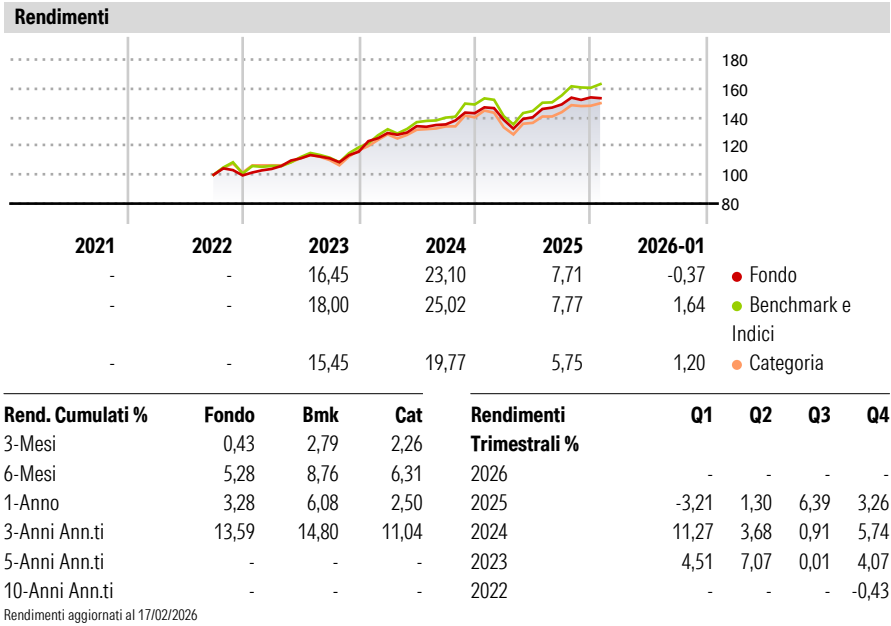 Rendimenti
180
160
140
120
100
80
2021 2022 2023 2024 2025 2026-01
- - 16,45 23,10 7,71 -0,37 Fondo
- - 18,00 25,02 7,77 1,64 Benchmark e
Indici
- - 15,45 19,77 5,75 1,20 Categoria
Rend. Cumulati % Fondo Bmk Cat
3-Mesi 0,43 2,79 2,26
6-Mesi 5,28 8,76 6,31
1-Anno 3,28 6,08 2,50
3-Anni Ann.ti 13,59 14,80 11,04
5-Anni Ann.ti - - -
10-Anni Ann.ti - - -
Rendimenti Q1 Q2 Q3 Q4
Trimestrali %
2026 - - - -
2025 -3,21 1,30 6,39 3,26
2024 11,27 3,68 0,91 5,74
2023 4,51 7,07 0,01 4,07
2022 - - - -0,43
Rendimenti aggiornati al 17/02/2026